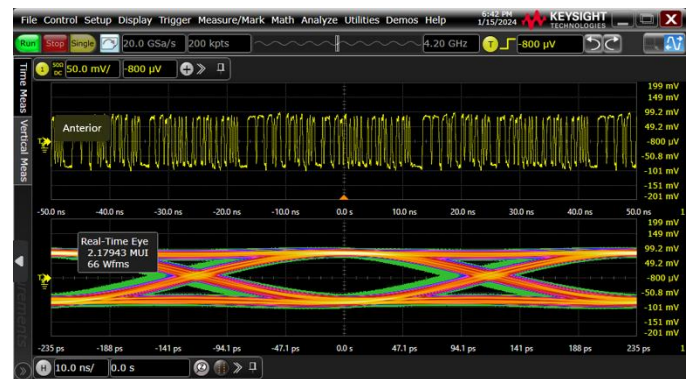 File Control Setup Display Trigger Measure/Mark Math Analyze Utilities Demos Help
6:42 PM
1/15/2024
KEYSIGHT
TECHNOLOGIES
Run Stop Single 20.0 GSa/s 200 kpts 4.20 GHz T -800 µV
1 50Ω DC 50.0 mV/ -800 µV
Time Meas
Vertical Meas
199 mV
149 mV
99.2 mV
Anterior
49.2 mV
-800 µV
-50.8 mV
-101 mV
-151 mV
-201 mV
-50.0 ns -40.0 ns -30.0 ns -20.0 ns -10.0 ns 0.0 s 10.0 ns 20.0 ns 30.0 ns 40.0 ns 50.0 ns 1
199 mV
149 mV
Real-Time Eye
2.17943 MUI
66 Wfms
99.2 mV
49.2 mV
-800 µV
-50.8 mV
-101 mV
-151 mV
-201 mV
-235 ps -188 ps -141 ps -94.1 ps -47.1 ps 0.0 s 47.1 ps 94.1 ps 141 ps 188 ps 235 ps 1
H 10.0 ns/ 0.0 s